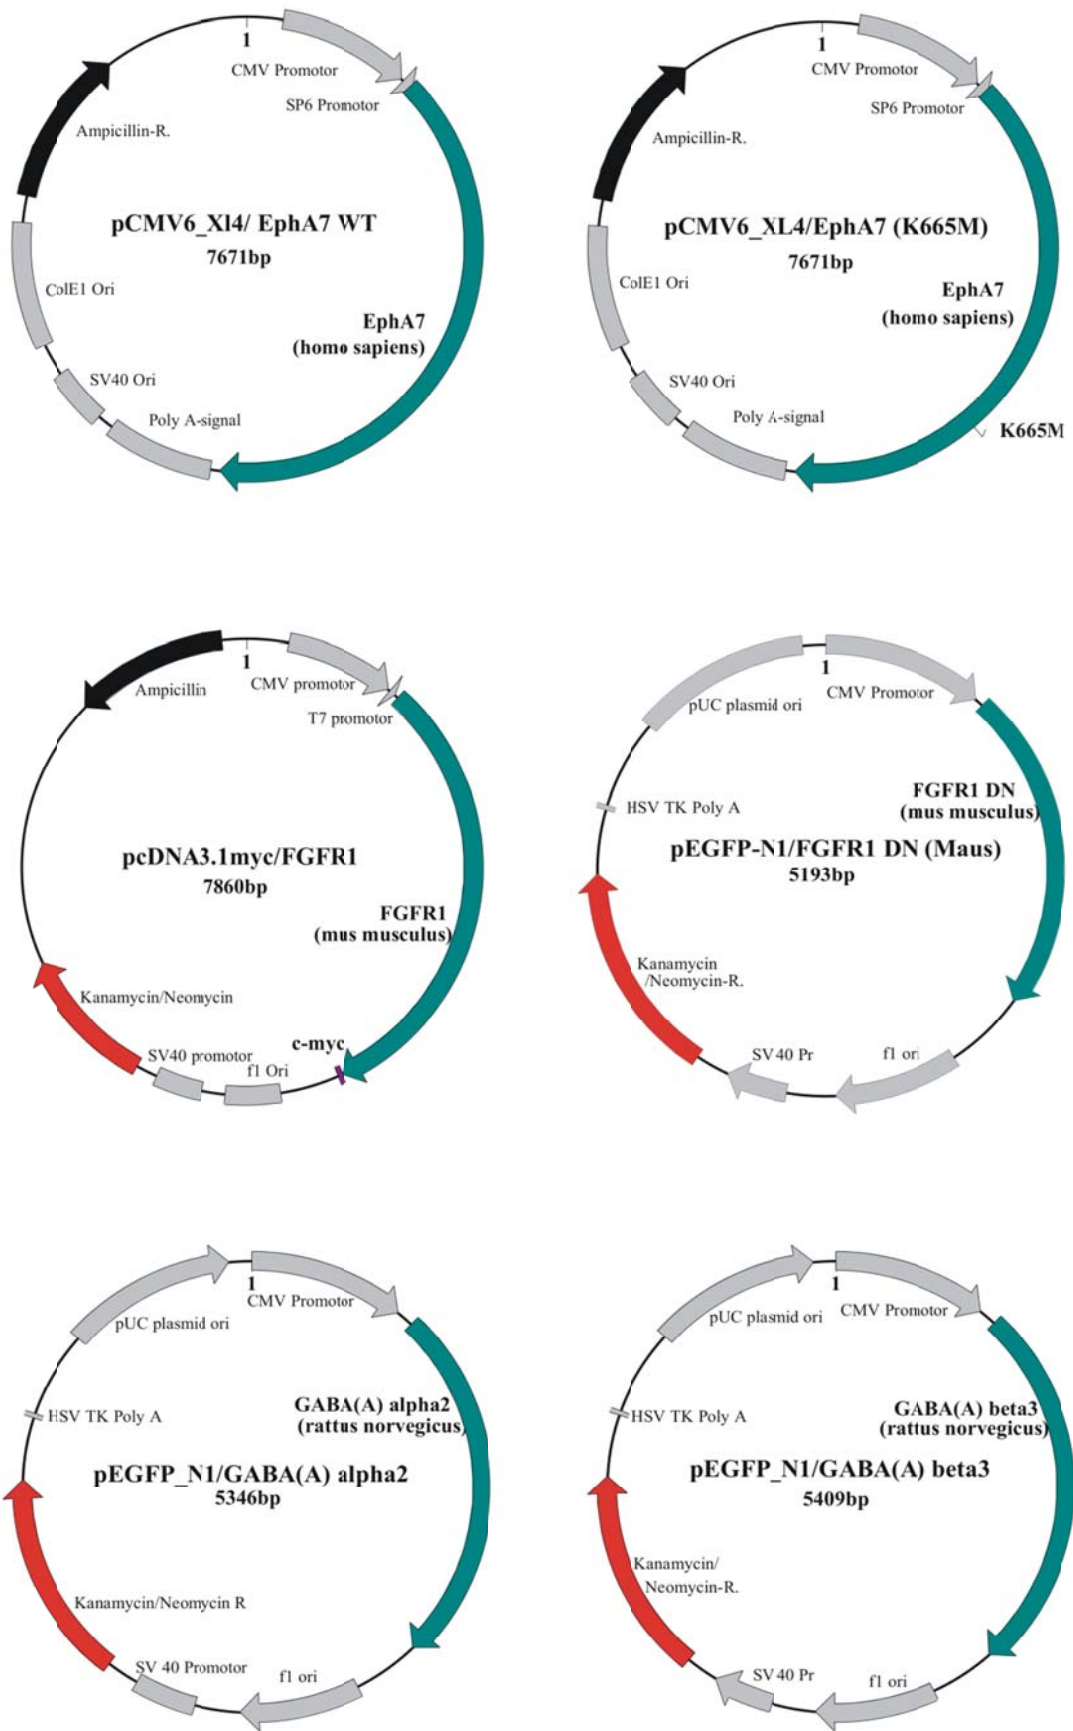 1
CMV Promotor
SP6 Promotor
Ampicillin-R.
pCMV6_Xl4/ EphA7 WT
7671bp
ColE1 Ori
EphA7
(homo sapiens)
SV40 Ori
Poly A-signal
1
CMV Promotor
SP6 Promotor
Ampicillin-R.
pCMV6_XL4/EphA7 (K665M)
7671bp
ColE1 Ori
EphA7
(homo sapiens)
SV40 Ori
Poly A-signal
K665M
1
CMV promotor
Ampicillin
T7 promotor
pcDNA3.1myc/FGFR1
7860bp
FGFR1
(mus musculus)
Kanamycin/Neomycin
c-myc
SV40 promotor
f1 Ori
1
CMV Promotor
pUC plasmid ori
FGFR1 DN
(mus musculus)
HSV TK Poly A
pEGFP-N1/FGFR1 DN (Maus)
5193bp
Kanamycin
/Neomycin-R.
SV40 Pr
f1 ori
1
CMV Promotor
pUC plasmid ori
GABA(A) alpha2
(rattus norvegicus)
HSV TK Poly A
pEGFP_N1/GABA(A) alpha2
5346bp
Kanamycin/Neomycin R
SV 40 Promotor
f1 ori
1
CMV Promotor
pUC plasmid ori
GABA(A) beta3
(rattus norvegicus)
HSV TK Poly A
pEGFP_N1/GABA(A) beta3
5409bp
Kanamycin/
Neomycin-R.
SV40 Pr
f1 ori